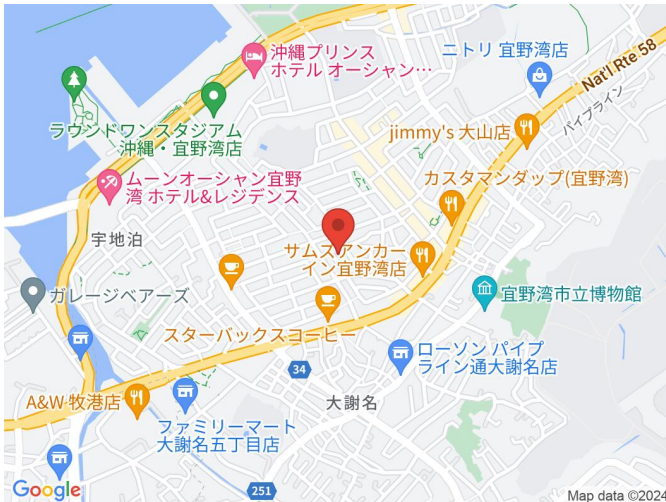 沖縄プリンス
ホテル オーシャン…
ニトリ 宜野湾店
Nat'l Rte 58
パイプライン
ラウンドワンスタジアム
沖縄・宜野湾店
jimmy's 大山店
ムーンオーシャン宜野
湾 ホテル&レジデンス
カスタマンダップ(宜野湾)
宇地泊
サムズアンカー
イン宜野湾店
ガレージベアーズ
宜野湾市立博物館
スターバックスコーヒー
ローソン パイプ
ライン通大謝名店
34
A&W 牧港店
大謝名
ファミリーマート
大謝名五丁目店
251
Google
Map data ©2024